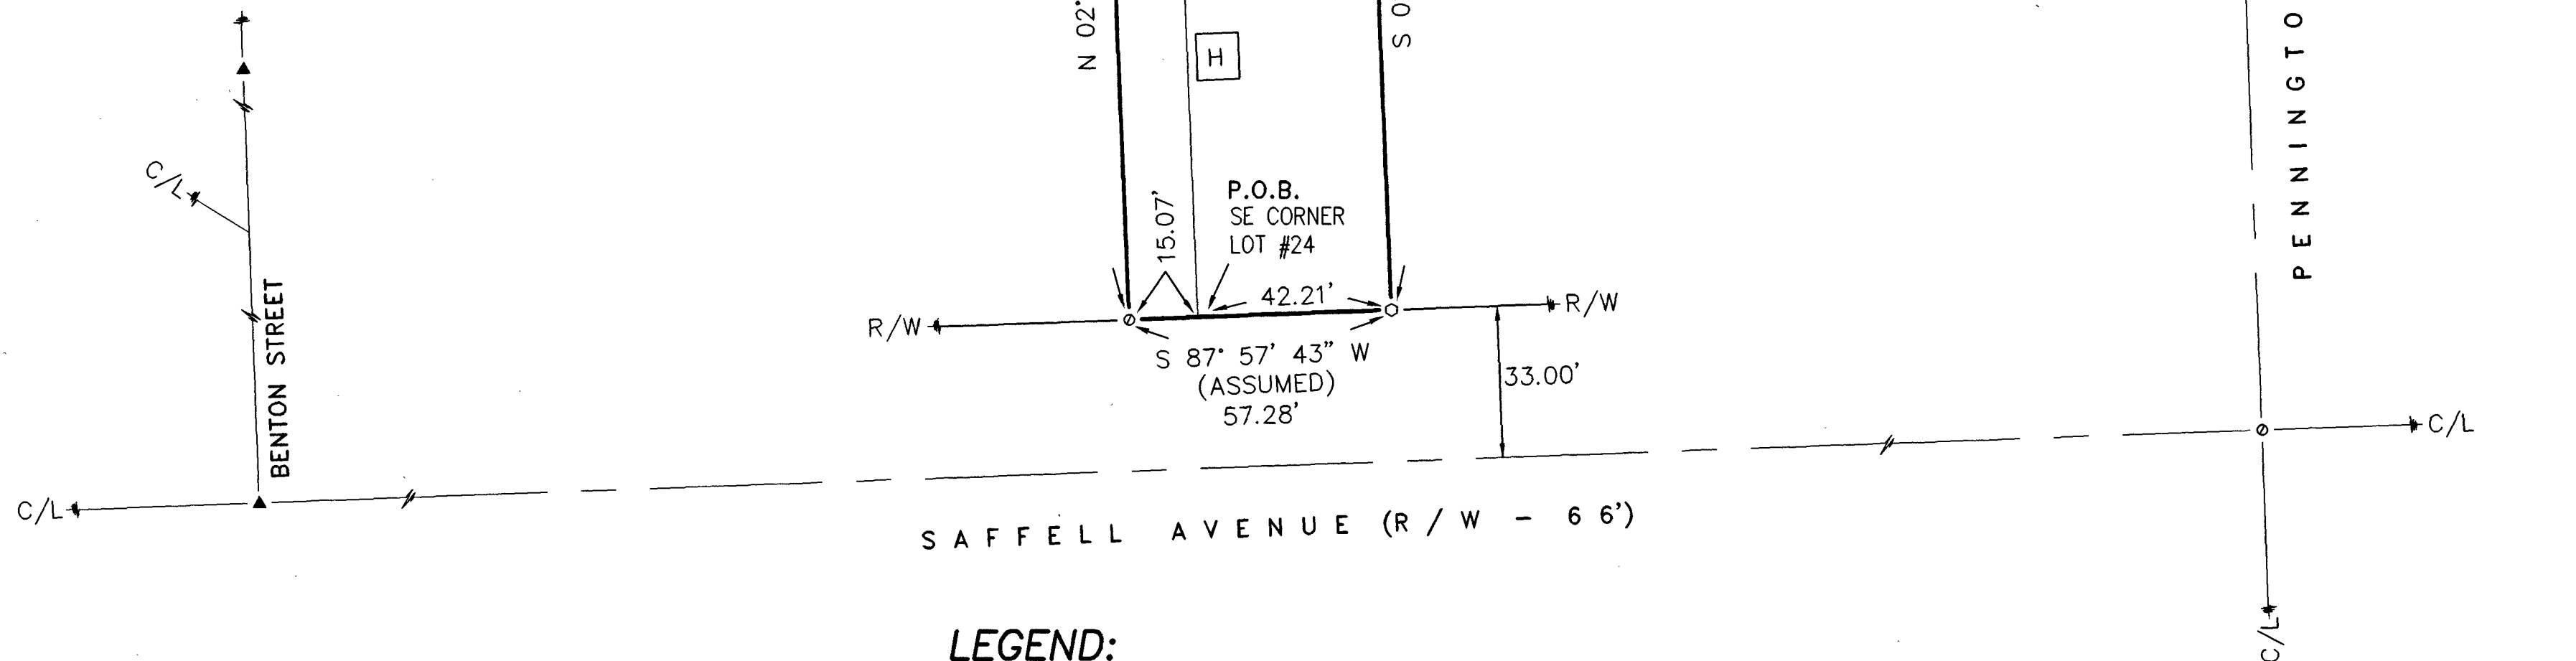 N 02°
H
S 0
PENNINGTO
C/L
BENTON STREET
15.07'
P.O.B.
SE CORNER
LOT #24
42.21'
R/W
R/W
S 87° 57' 43" W
(ASSUMED)
57.28'
33.00'
C/L
C/L
SAFFELL AVENUE (R/W - 66')
C/L
LEGEND: